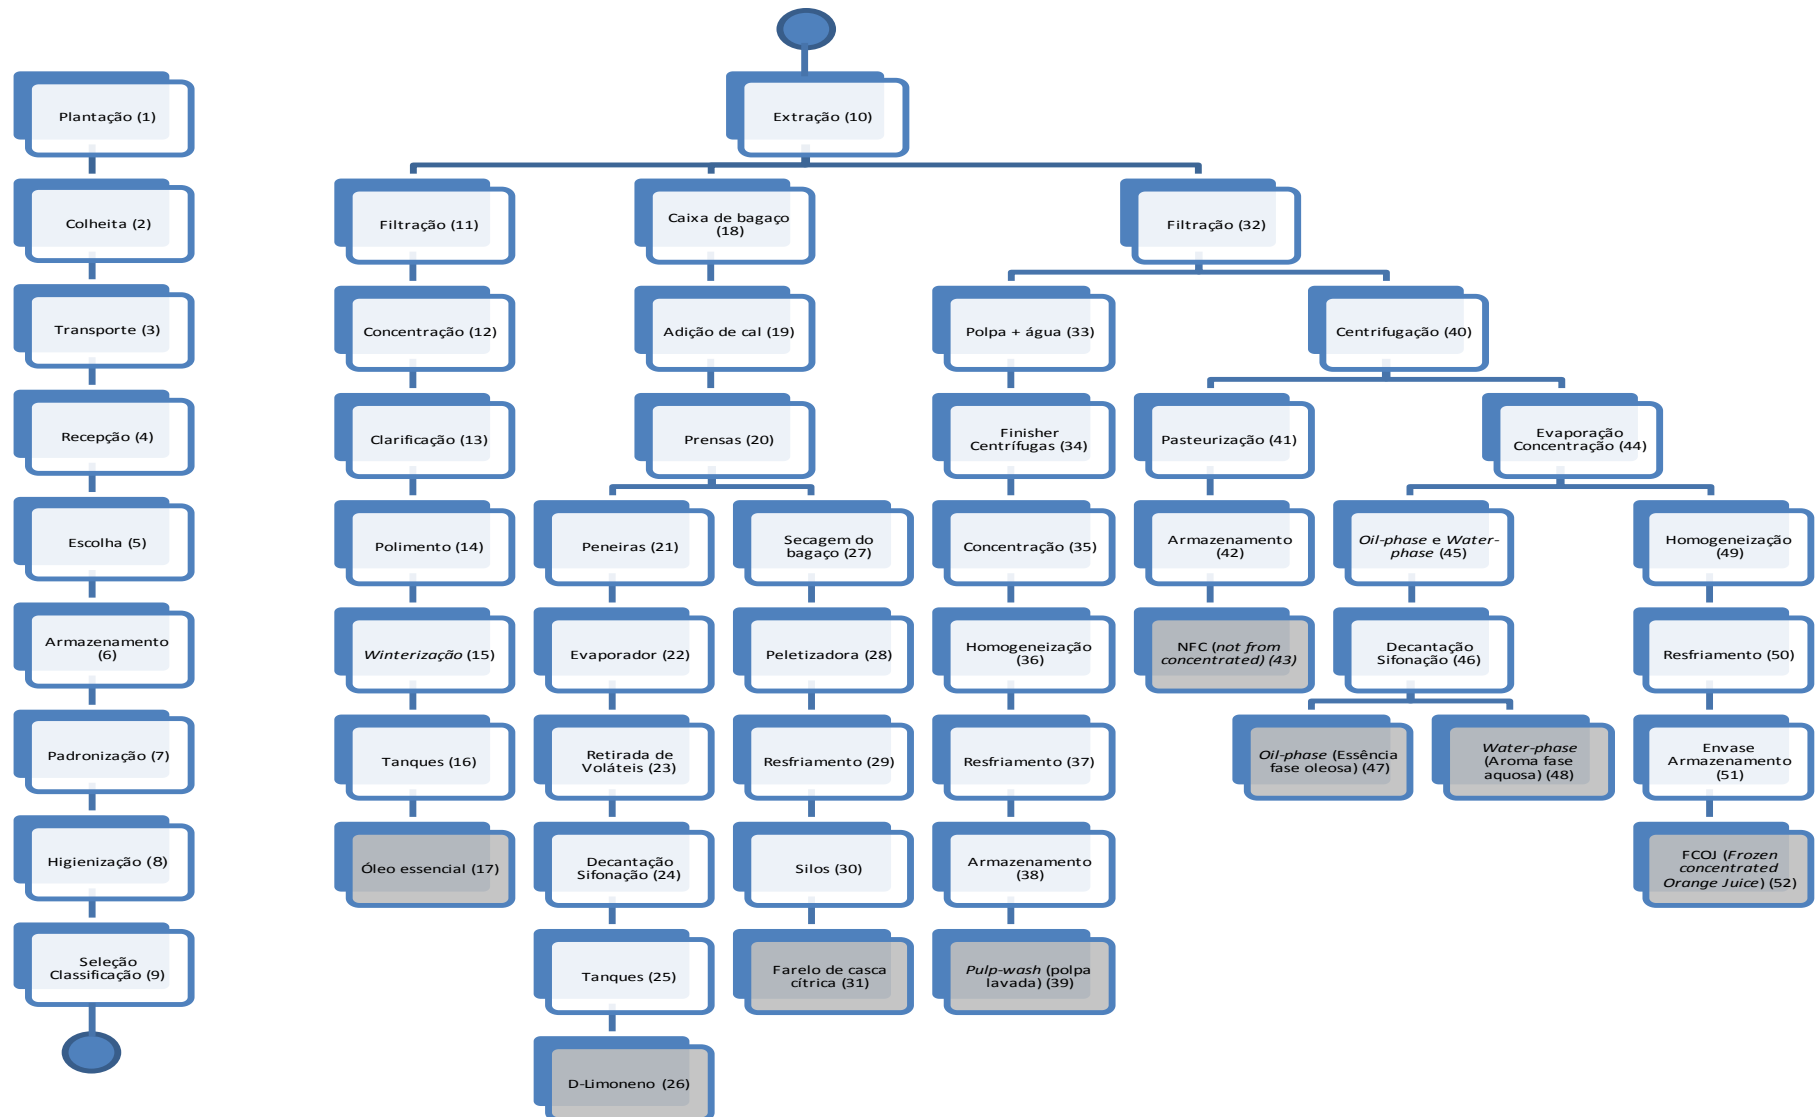 Plantação (1)
Colheita (2)
Transporte (3)
Recepção (4)
Escolha (5)
Armazenamento
(6)
Padronização (7)
Higienização (8)
Seleção
Classificação (9)
Extração (10)
Filtração (11)
Concentração (12)
Clarificação (13)
Polimento (14)
Winterização (15)
Tanques (16)
Óleo essencial (17)
Caixa de bagaço
(18)
Adição de cal (19)
Prensas (20)
Peneiras (21)
Evaporador (22)
Retirada de
Voláteis (23)
Decantação
Sifonação (24)
Tanques (25)
D-Limoneno (26)
Secagem do
bagaço (27)
Peletizadora (28)
Resfriamento (29)
Silos (30)
Farelo de casca
cítrica (31)
Filtração (32)
Polpa + água (33)
Finisher
Centrífugas (34)
Concentração (35)
Homogeneização
(36)
Resfriamento (37)
Armazenamento
(38)
Pulp-wash (polpa
lavada) (39)
Centrifugação (40)
Pasteurização (41)
Armazenamento
(42)
NFC (not from
concentrated) (43)
Evaporação
Concentração (44)
Oil-phase e Water-
phase (45)
Decantação
Sifonação (46)
Oil-phase (Essência
fase oleosa) (47)
Water-phase
(Aroma fase
aquosa) (48)
Homogeneização
(49)
Resfriamento (50)
Envase
Armazenamento
(51)
FCOJ (Frozen
concentrated
Orange Juice) (52)